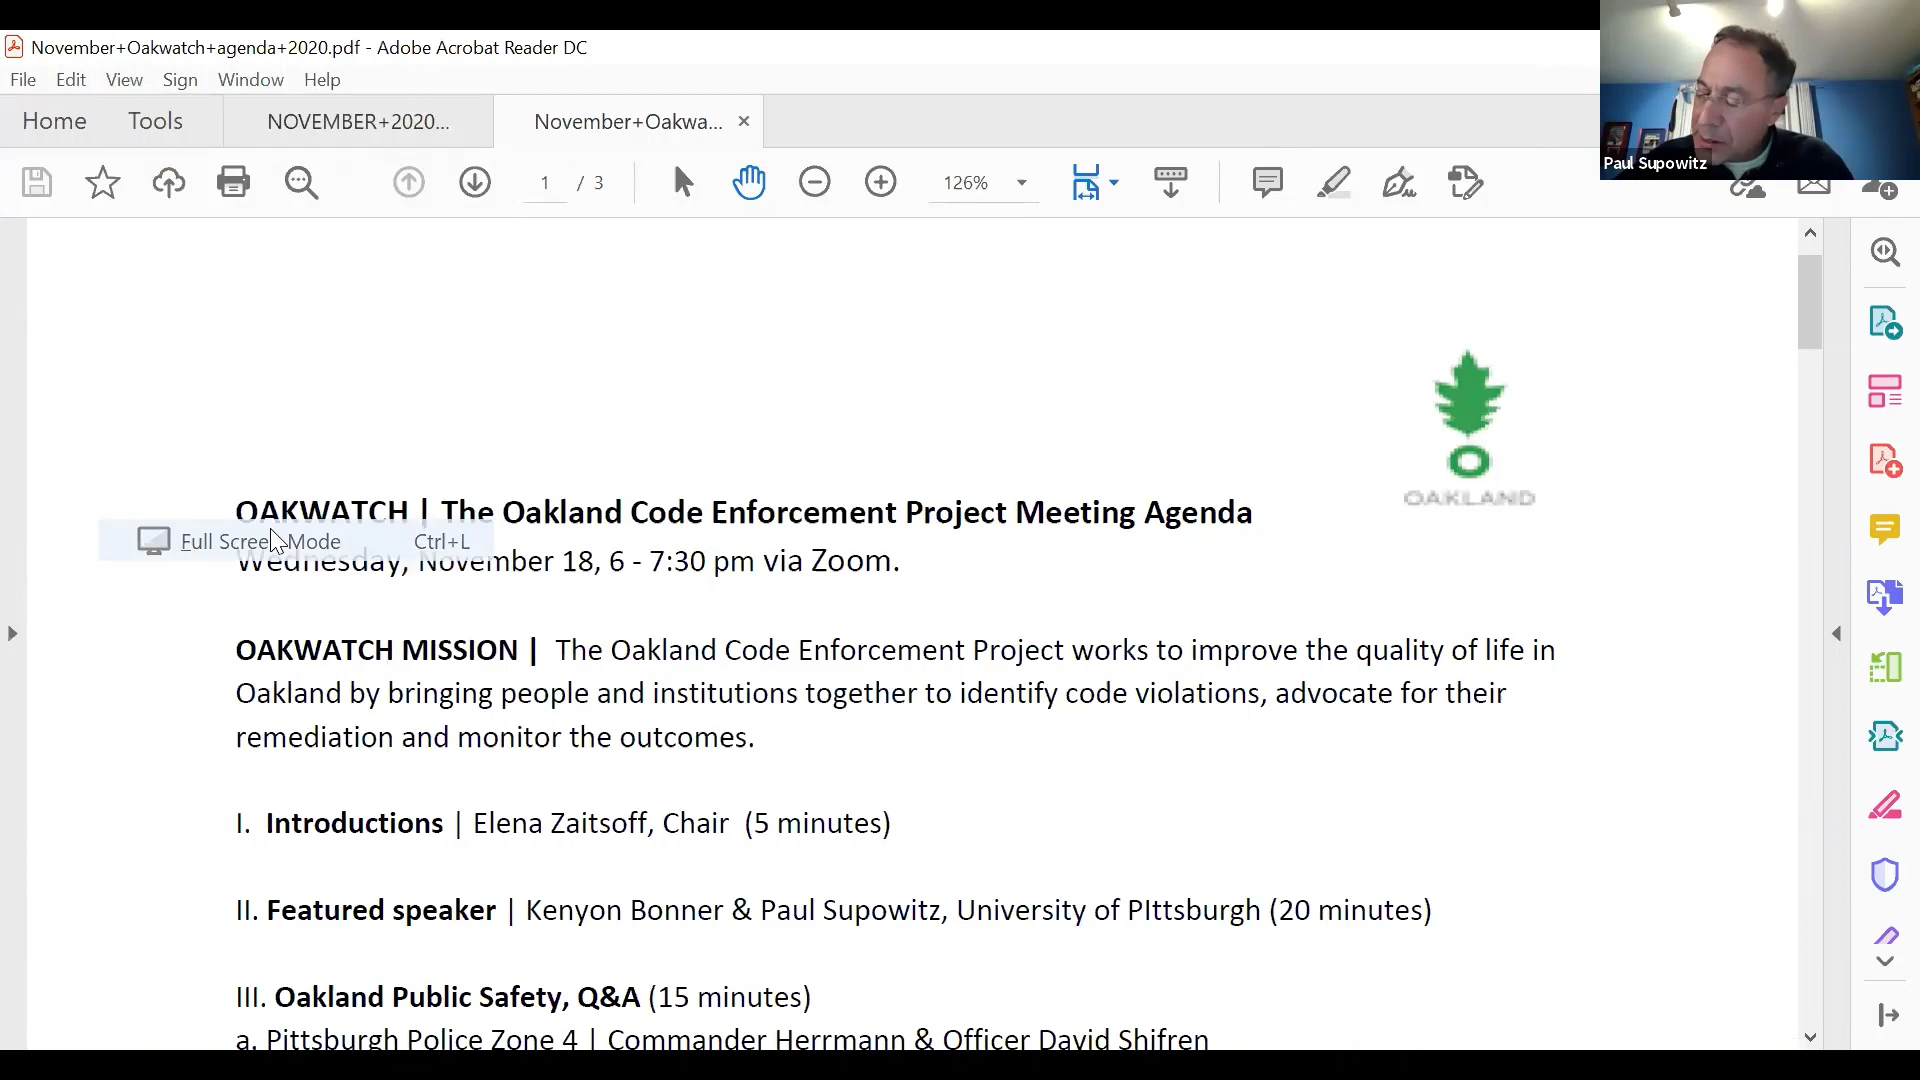 November+Oakwatch+agenda+2020.pdf - Adobe Acrobat Reader DC
File Edit View Sign Window Help
Home Tools NOVEMBER+2020... November+Oakwa... ×
1 / 3 126%
Paul Supowitz
OAKLAND
OAKWATCH | The Oakland Code Enforcement Project Meeting Agenda
Full Screen Mode Ctrl+L
Wednesday, November 18, 6 - 7:30 pm via Zoom.
OAKWATCH MISSION | The Oakland Code Enforcement Project works to improve the quality of life in
Oakland by bringing people and institutions together to identify code violations, advocate for their
remediation and monitor the outcomes.
I. Introductions | Elena Zaitsoff, Chair (5 minutes)
II. Featured speaker | Kenyon Bonner & Paul Supowitz, University of PIttsburgh (20 minutes)
III. Oakland Public Safety, Q&A (15 minutes)
a. Pittsburgh Police Zone 4 | Commander Herrmann & Officer David Shifren